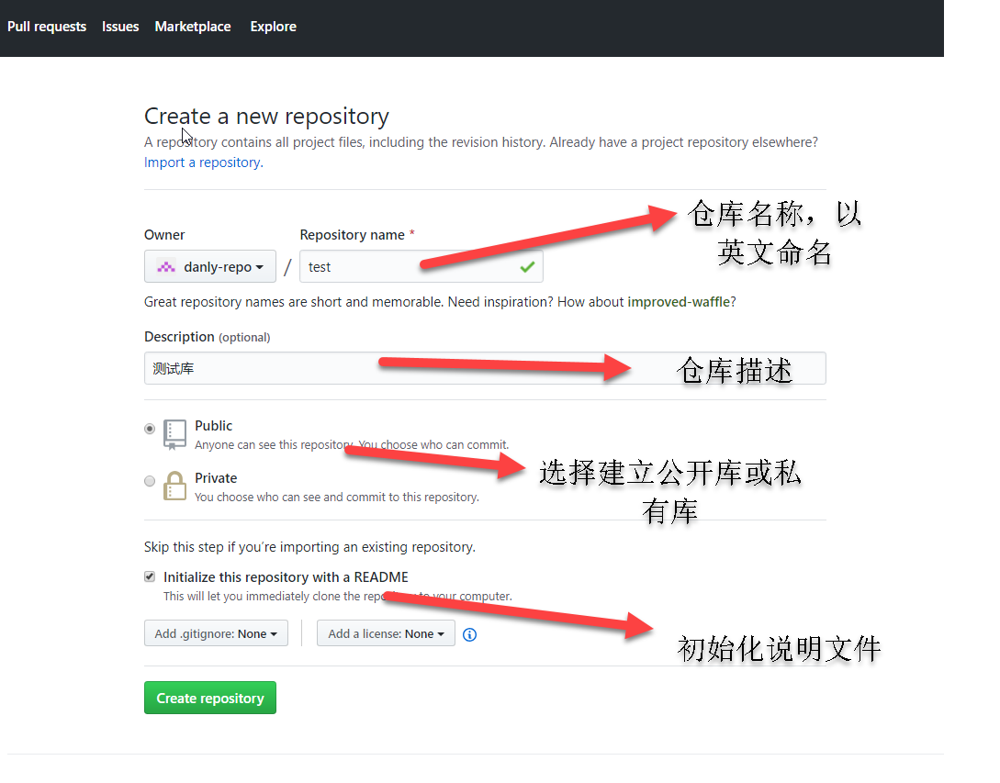 Pull requests Issues Marketplace Explore
Create a new repository
A repository contains all project files, including the revision history. Already have a project repository elsewhere?
Import a repository.
仓库名称，以
英文命名
Owner Repository name *
danly-repo / test
Great repository names are short and memorable. Need inspiration? How about improved-waffle?
Description (optional)
测试库
仓库描述
Public
Anyone can see this repository. You choose who can commit.
选择建立公开库或私
有库
Private
You choose who can see and commit to this repository.
Skip this step if you’re importing an existing repository.
Initialize this repository with a README
This will let you immediately clone the repository to your computer.
Add .gitignore: None Add a license: None
初始化说明文件
Create repository